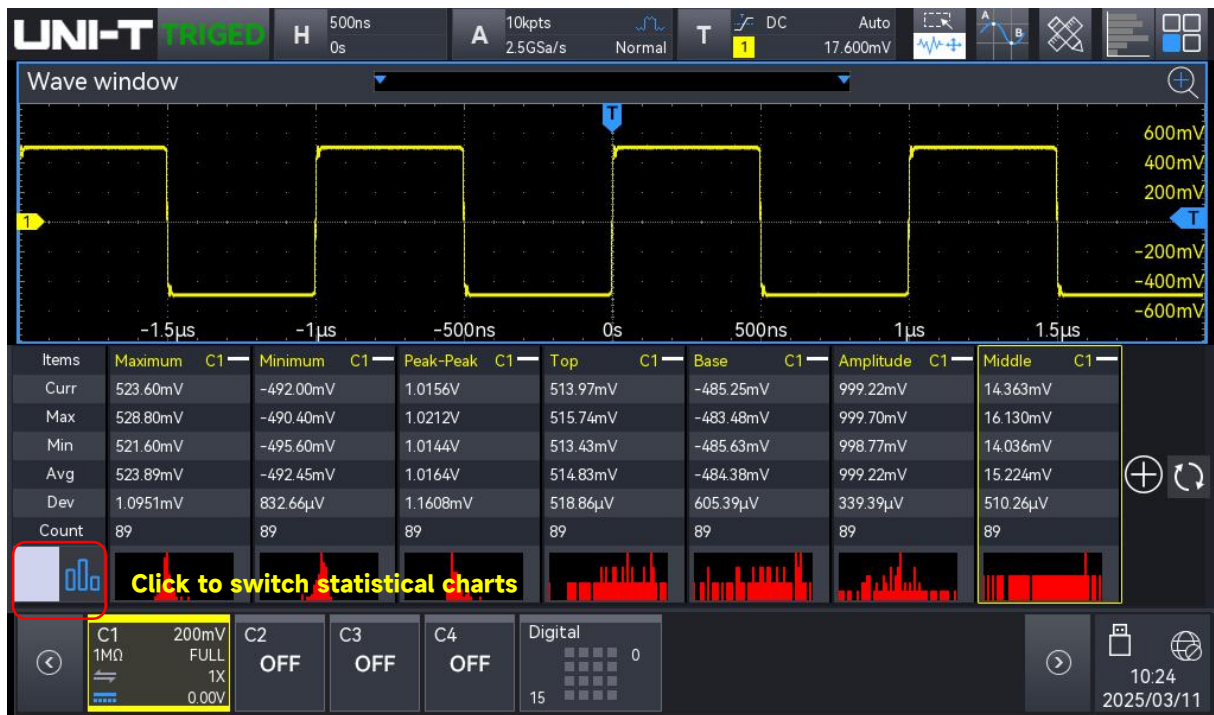 UNI-T TRIGED H 500ns 0s A 10kpts 2.5GSa/s Normal T DC 1 Auto 17.600mV A B
Wave window
T
600mV
400mV
200mV
1 T
-200mV
-400mV
-600mV
-1.5μs -1μs -500ns 0s 500ns 1μs 1.5μs
Items Maximum C1 Minimum C1 Peak-Peak C1 Top C1 Base C1 Amplitude C1 Middle C1
Curr 523.60mV -492.00mV 1.0156V 513.97mV -485.25mV 999.22mV 14.363mV
Max 528.80mV -490.40mV 1.0212V 515.74mV -483.48mV 999.70mV 16.130mV
Min 521.60mV -495.60mV 1.0144V 513.43mV -485.63mV 998.77mV 14.036mV
Avg 523.89mV -492.45mV 1.0164V 514.83mV -484.38mV 999.22mV 15.224mV
Dev 1.0951mV 832.66μV 1.1608mV 518.86μV 605.39μV 339.39μV 510.26μV
Count 89 89 89 89 89 89 89
Click to switch statistical charts
C1 200mV C2 C3 C4 Digital
1MΩ FULL OFF OFF OFF 0
1X
0.00V 15
10:24
2025/03/11